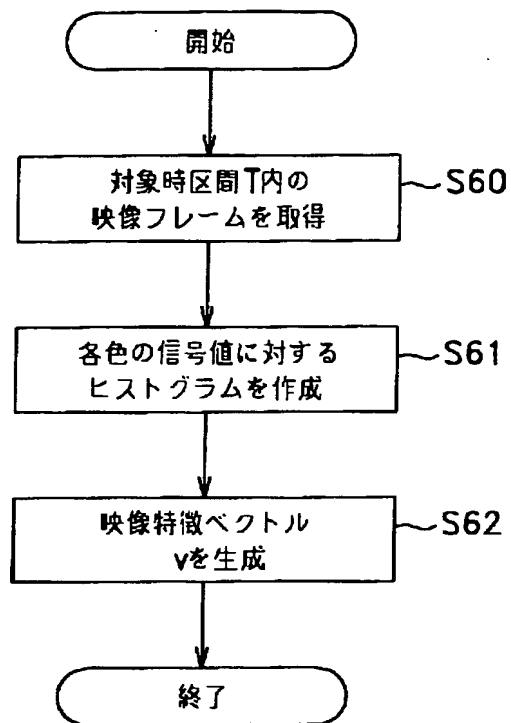 開始
対象時区間T内の
映像フレームを取得
S60
各色の信号値に対する
ヒストグラムを作成
S61
映像特徴ベクトル
vを生成
S62
終了